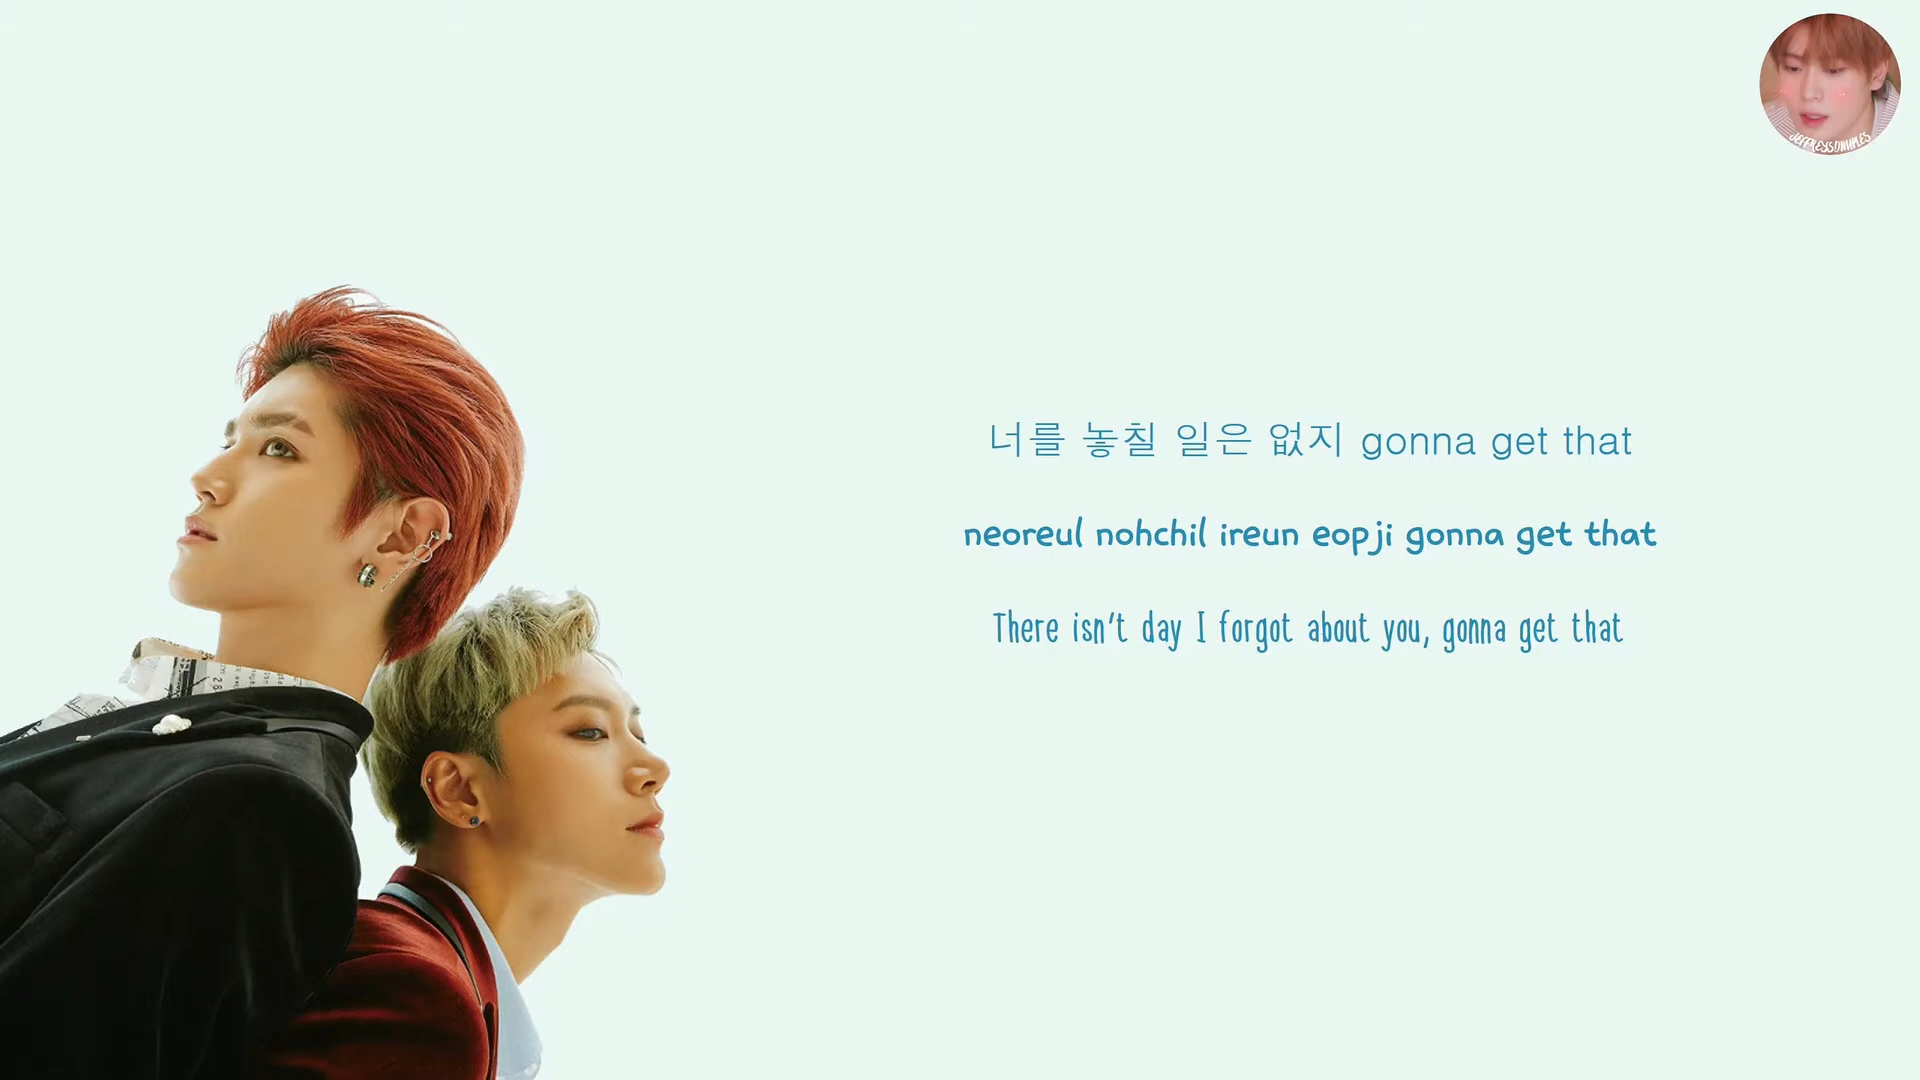 JEFFREYSDIMPLES
너를 놓칠 일은 없지 gonna get that
neoreul nohchil ireun eopji gonna get that
There isn't day I forgot about you, gonna get that